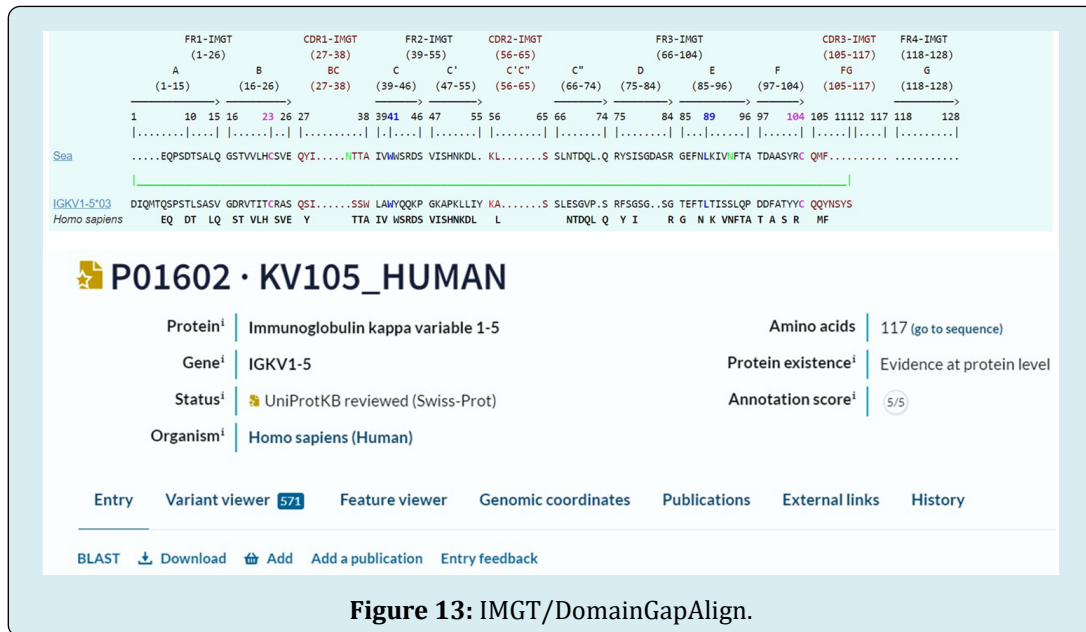 FR1-IMGT CDR1-IMGT FR2-IMGT CDR2-IMGT FR3-IMGT CDR3-IMGT FR4-IMGT
(1-26) (27-38) (39-55) (56-65) (66-104) (105-117) (118-128)
A B BC C C' C'C" C" D E F FG G
(1-15) (16-26) (27-38) (39-46) (47-55) (56-65) (66-74) (75-84) (85-96) (97-104) (105-117) (118-128)
1 10 15 16 23 26 27 38 3941 46 47 55 56 65 66 74 75 84 85 89 96 97 104 105 11112 117 118 128
|........|....| |......|..| |..........| |.|....| |.......| |........| |.......| |........| |...|......| |......| |.....||....| |.........|
Sea .....EQPSDTSALQ GSTVVLHCSVE QYI.....NTTA IVWWSRDS VISHNKDL. KL.......S SLNTDQL.Q RYSISGDASR GEFNLKIVNFTA TDAASYRC QMF.......... ...........
IGKV1-5*03 DIQMTQSPSTLSASV GDRVTITCRAS QSI......SSW LAWYQQKP GKAPKLLIY KA.......S SLESGVP.S RFSGSG..SG TEFTLTISSLQP DDFATYYC QQYNSYS
Homo sapiens EQ DT LQ ST VLH SVE Y TTA IV WSRDS VISHNKDL L NTDQL Q Y I R G N K VNFTA T A S R MF
P01602 · KV105_HUMAN
Protein i Immunoglobulin kappa variable 1-5 Amino acids 117 (go to sequence)
Gene i IGKV1-5 Protein existence i Evidence at protein level
Status i UniProtKB reviewed (Swiss-Prot) Annotation score i 5/5
Organism i Homo sapiens (Human)
Entry Variant viewer 571 Feature viewer Genomic coordinates Publications External links History
BLAST Download Add Add a publication Entry feedback
Figure 13: IMGT/DomainGapAlign.